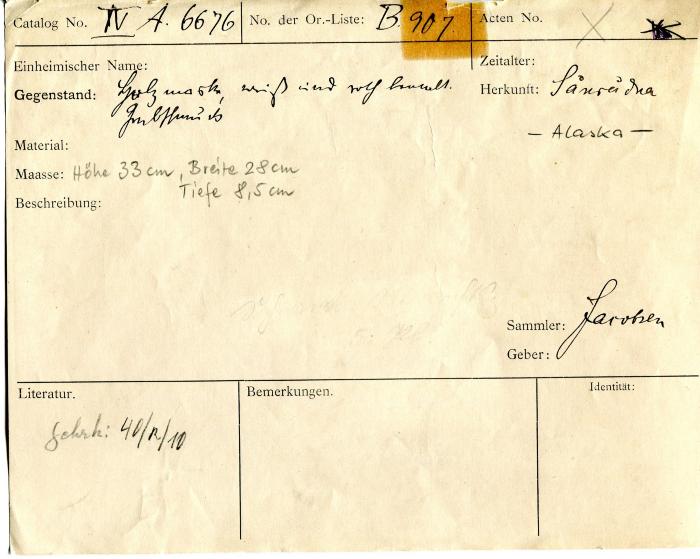 Catalog No. IV A. 6676 No. der Or.-Liste: B. 907 Acten No.
Einheimischer Name:
Zeitalter:
Gegenstand: Holzmaske, weiß und roth bemalt.
Herkunft:
— Alaska —
Material:
Maasse: Höhe 33 cm, Breite 28 cm
Tiefe 8,5 cm
Beschreibung:
Sammler: Jacobsen
Geber:
Literatur.
Bemerkungen.
Identität: